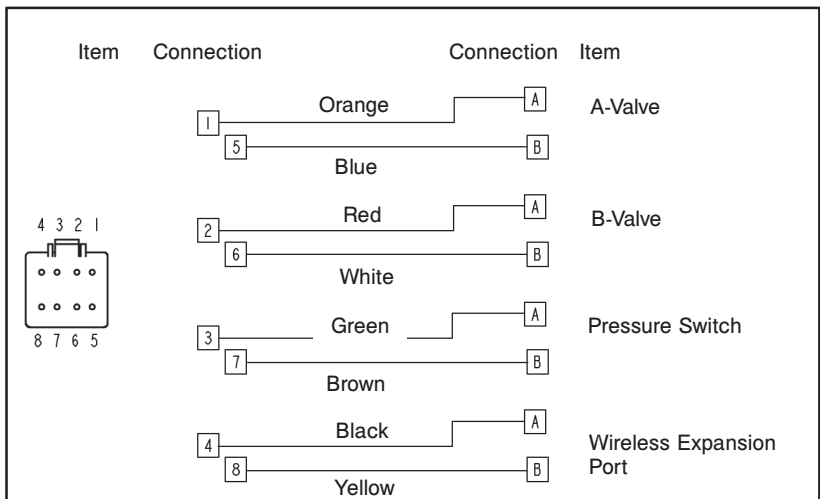 Item Connection Connection Item
Orange A A-Valve
1
5 B
Blue
Red A B-Valve
2
6 B
White
4 3 2 1
8 7 6 5
Green A Pressure Switch
3
7 B
Brown
Black A
4
Wireless Expansion
8 B Port
Yellow